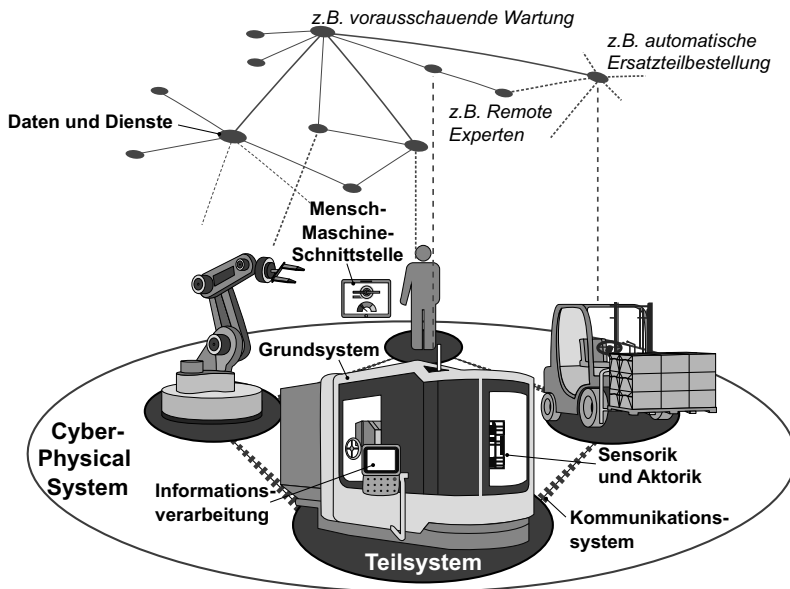 z.B. vorausschauende Wartung
z.B. automatische
Ersatzteilbestellung
z.B. Remote
Experten
Daten und Dienste
Mensch-
Maschine-
Schnittstelle
Grundsystem
Cyber-
Physical
System
Informations-
verarbeitung
Sensorik
und Aktorik
Kommunikations-
system
Teilsystem